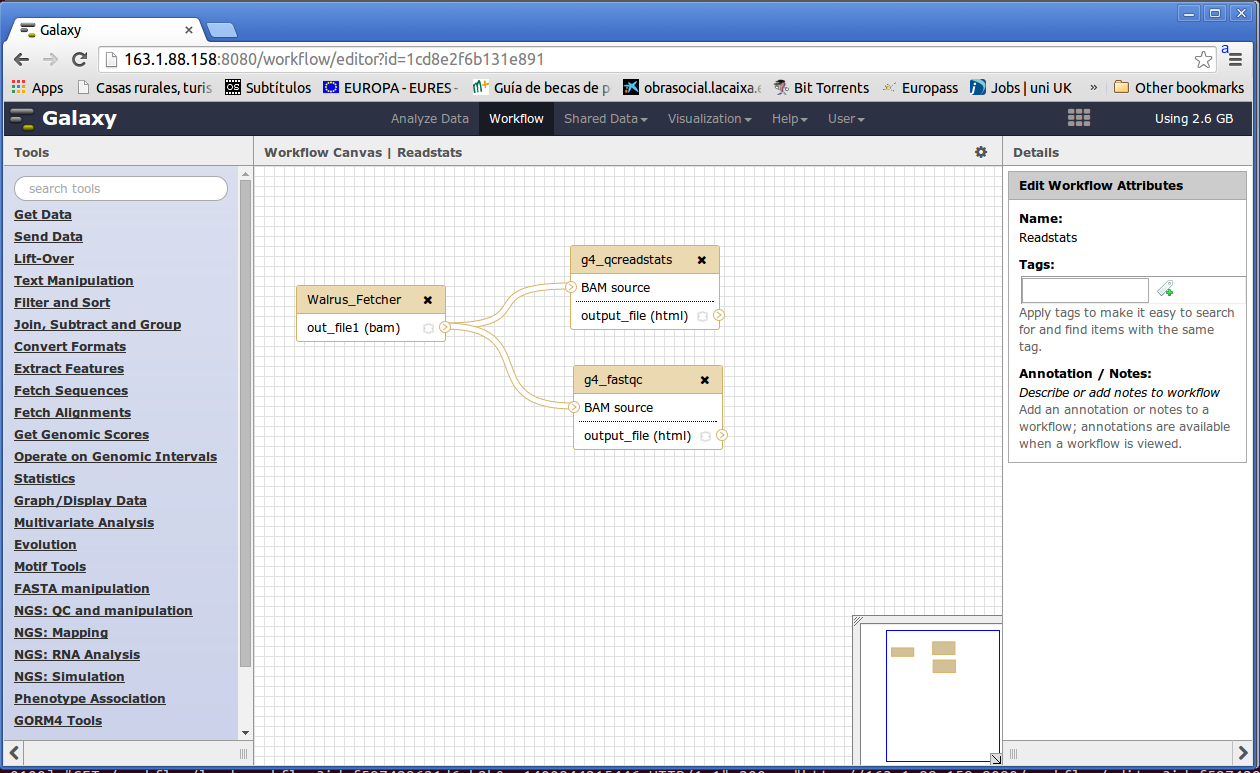 Galaxy
163.1.88.158:8080/workflow/editor?id=1cd8e2f6b131e891
a
Apps Casas rurales, turis Subtítulos EUROPA - EURES - Guía de becas de p obrasocial.lacaixa.e Bit Torrents Europass Jobs | uni UK » Other bookmarks
Galaxy Analyze Data Workflow Shared Data Visualization Help User Using 2.6 GB
Tools
Workflow Canvas | Readstats
Details
search tools
Get Data
Send Data
Lift-Over
Text Manipulation
Filter and Sort
Join, Subtract and Group
Convert Formats
Extract Features
Fetch Sequences
Fetch Alignments
Get Genomic Scores
Operate on Genomic Intervals
Statistics
Graph/Display Data
Multivariate Analysis
Evolution
Motif Tools
FASTA manipulation
NGS: QC and manipulation
NGS: Mapping
NGS: RNA Analysis
NGS: Simulation
Phenotype Association
GORM4 Tools
Walrus_Fetcher
out_file1 (bam)
g4_qcreadstats
BAM source
output_file (html)
g4_fastqc
BAM source
output_file (html)
Edit Workflow Attributes
Name:
Readstats
Tags:
Apply tags to make it easy to search
for and find items with the same
tag.
Annotation / Notes:
Describe or add notes to workflow
Add an annotation or notes to a
workflow; annotations are available
when a workflow is viewed.